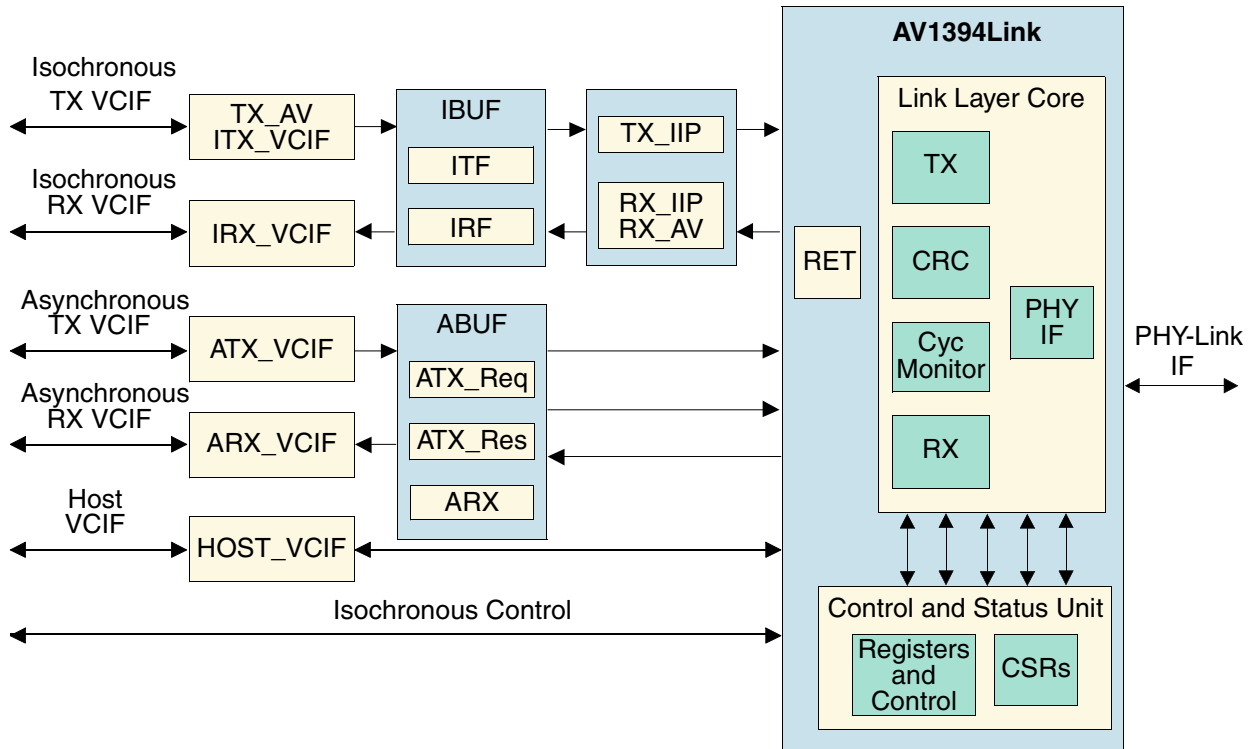 AV1394Link
Isochronous
TX VCIF
TX_AV
ITX_VCIF
IBUF
ITF
IRF
TX_IIP
RX_IIP
RX_AV
Isochronous
RX VCIF
IRX_VCIF
Link Layer Core
TX
CRC
Cyc
Monitor
RX
PHY
IF
RET
Asynchronous
TX VCIF
ATX_VCIF
ABUF
ATX_Req
ATX_Res
ARX
Asynchronous
RX VCIF
ARX_VCIF
PHY-Link
IF
Host
VCIF
HOST_VCIF
Isochronous Control
Control and Status Unit
Registers
and
Control
CSRs